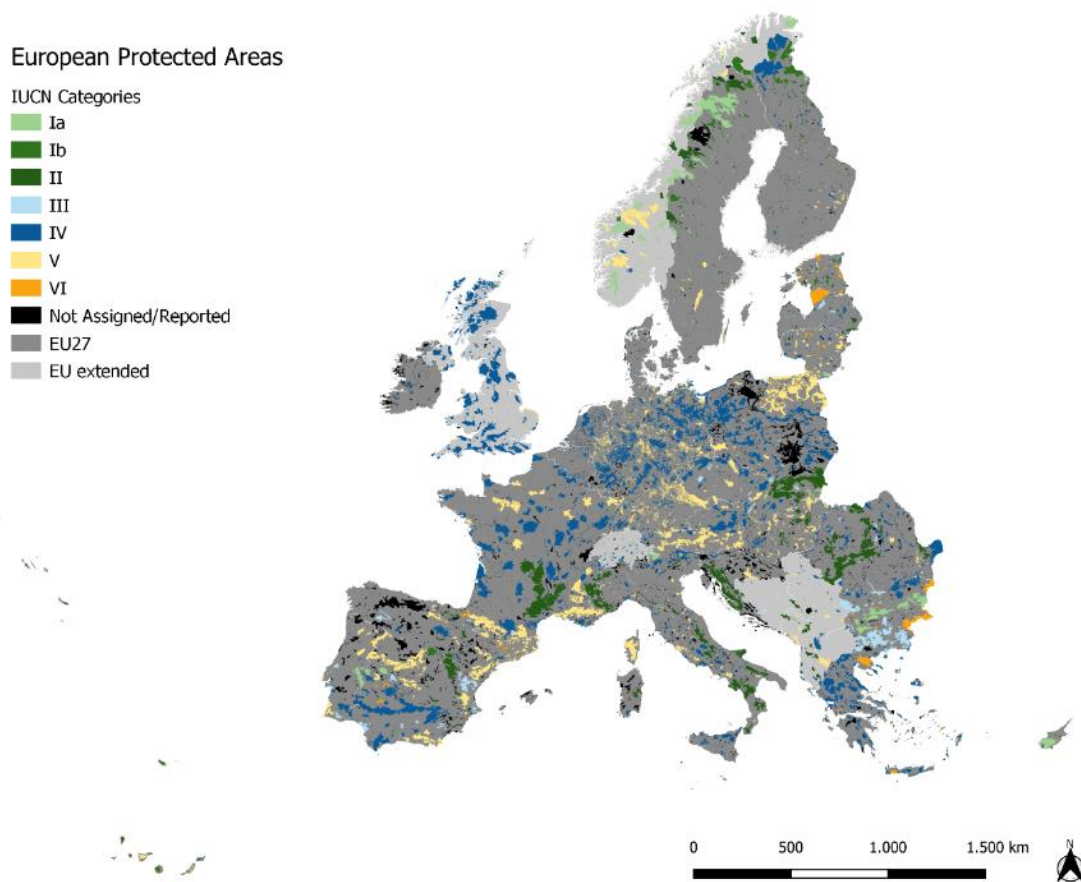 European Protected Areas
IUCN Categories
Ia
Ib
II
III
IV
V
VI
Not Assigned/Reported
EU27
EU extended
0 500 1.000 1.500 km
N